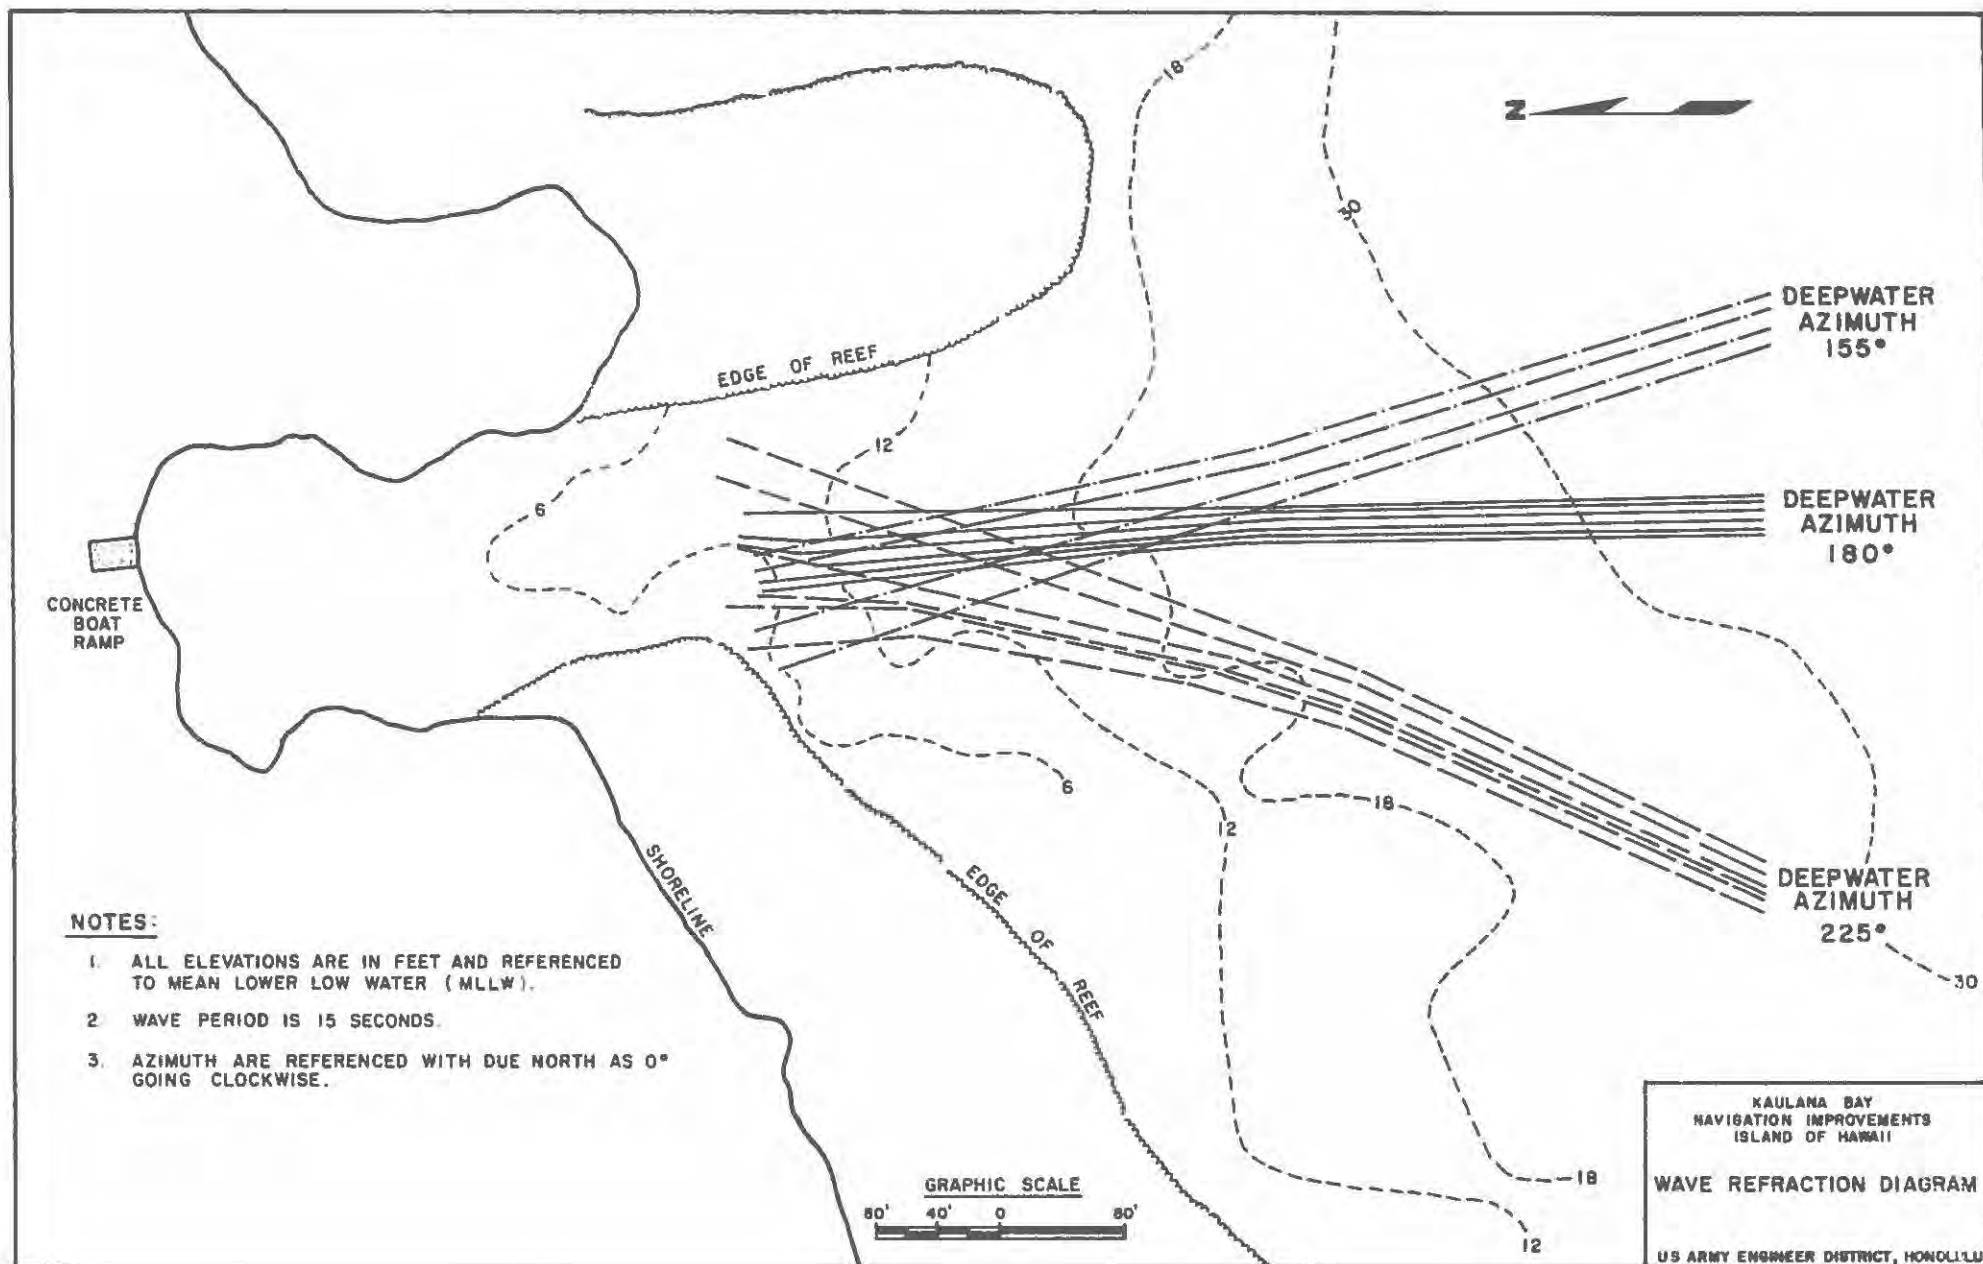 18
N
30
DEEPWATER
AZIMUTH
155°
EDGE OF REEF
12
6
DEEPWATER
AZIMUTH
180°
CONCRETE
BOAT
RAMP
6
18
12
SHORELINE
EDGE
OF
REEF
DEEPWATER
AZIMUTH
225°
30
NOTES:
1. ALL ELEVATIONS ARE IN FEET AND REFERENCED
TO MEAN LOWER LOW WATER (MLLW).
2 WAVE PERIOD IS 15 SECONDS.
3. AZIMUTH ARE REFERENCED WITH DUE NORTH AS 0°
GOING CLOCKWISE.
GRAPHIC SCALE
80' 40' 0 80'
18
12
KAULANA BAY
NAVIGATION IMPROVEMENTS
ISLAND OF HAWAII
WAVE REFRACTION DIAGRAM
US ARMY ENGINEER DISTRICT, HONOLULU